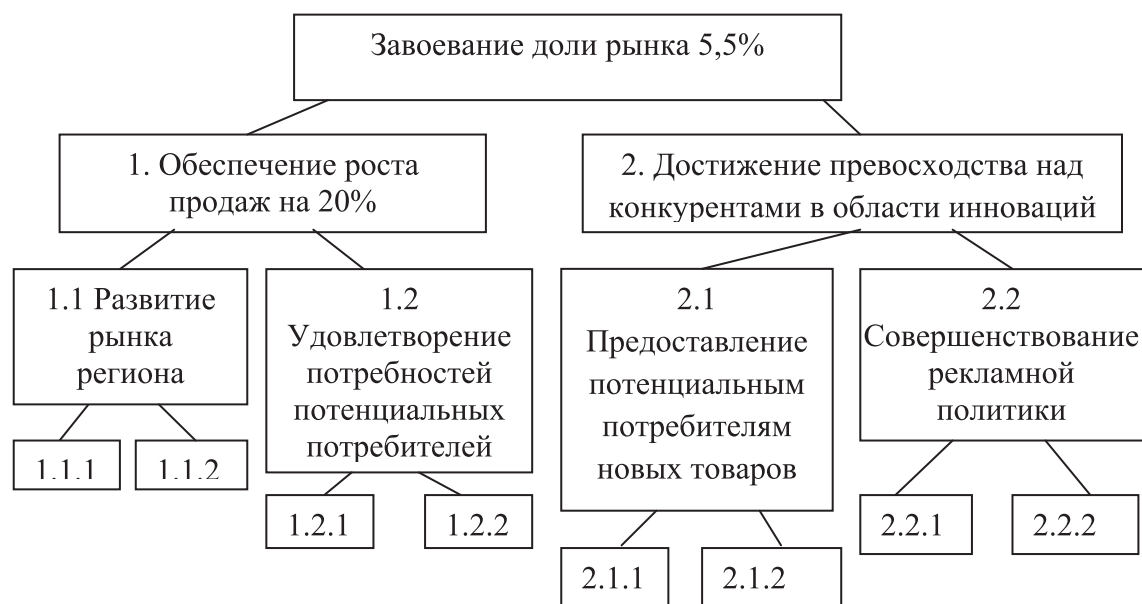 Завоевание доли рынка 5,5%
1. Обеспечение роста
продаж на 20%
2. Достижение превосходства над
конкурентами в области инноваций
1.1 Развитие
рынка
региона
1.2
Удовлетворение
потребностей
потенциальных
потребителей
2.1
Предоставление
потенциальным
потребителям
новых товаров
2.2
Совершенствование
рекламной
политики
1.1.1
1.1.2
1.2.1
1.2.2
2.1.1
2.1.2
2.2.1
2.2.2